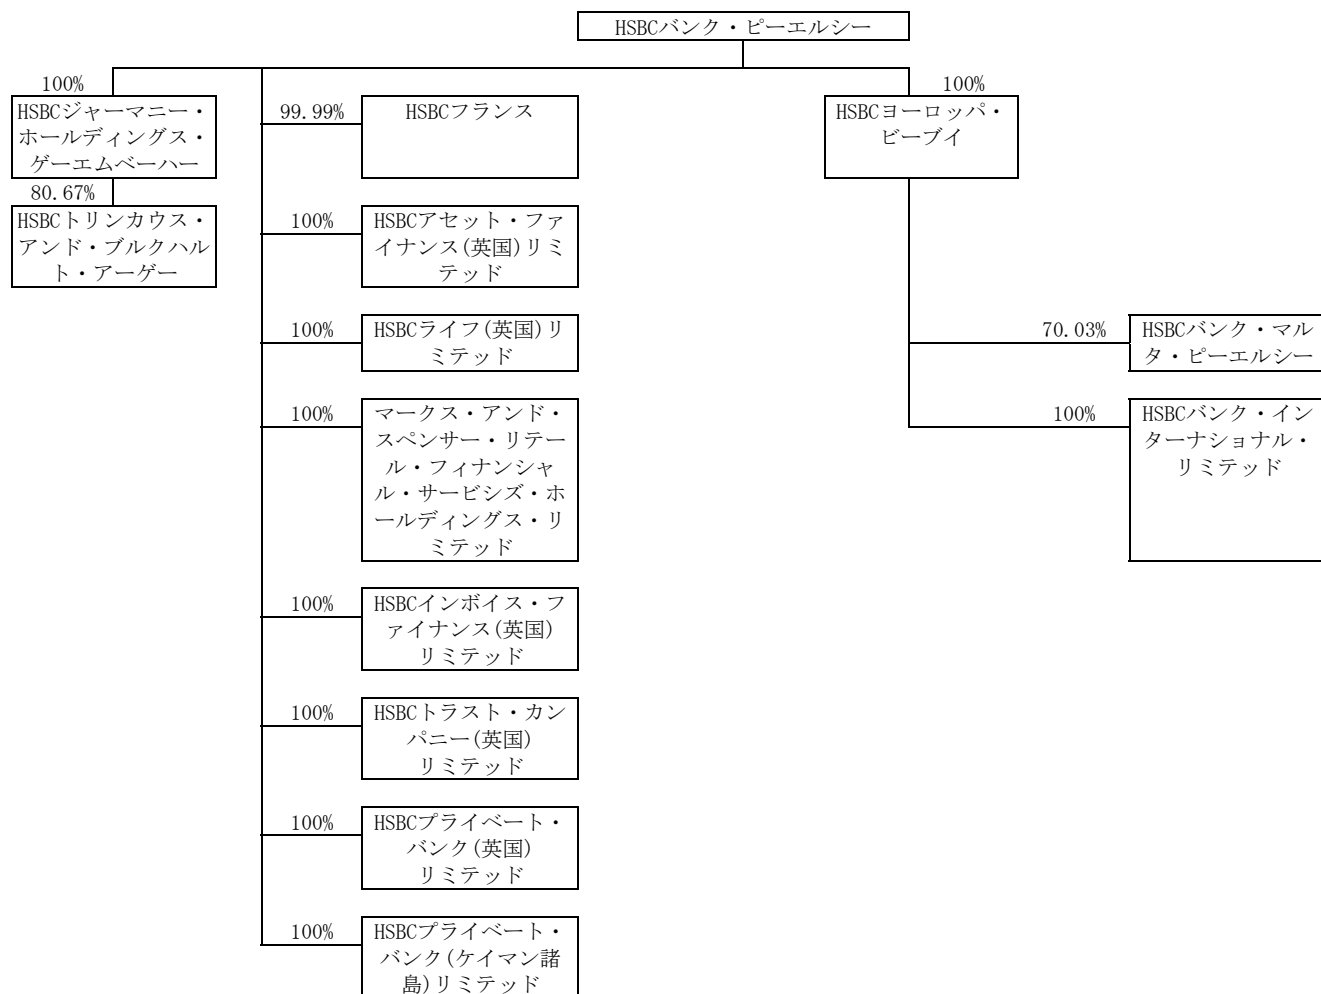 HSBCバンク・ピーエルシー
100%
HSBCジャーマニー・
ホールディングス・
ゲーエムベーハー
80.67%
HSBCトリンカウス・
アンド・ブルクハル
ト・アーゲー
99.99%
HSBCフランス
100%
HSBCアセット・ファ
イナンス(英国)リミ
テッド
100%
HSBCライフ(英国)リ
ミテッド
100%
マークス・アンド・
スペンサー・リテー
ル・フィナンシャ
ル・サービシズ・ホ
ールディングス・リ
ミテッド
100%
HSBCインボイス・フ
ァイナンス(英国)
リミテッド
100%
HSBCトラスト・カン
パニー(英国)
リミテッド
100%
HSBCプライベート・
バンク(英国)
リミテッド
100%
HSBCプライベート・
バンク(ケイマン諸
島)リミテッド
100%
HSBCヨーロッパ・
ビーブイ
70.03%
HSBCバンク・マル
タ・ピーエルシー
100%
HSBCバンク・イン
ターナショナル・
リミテッド